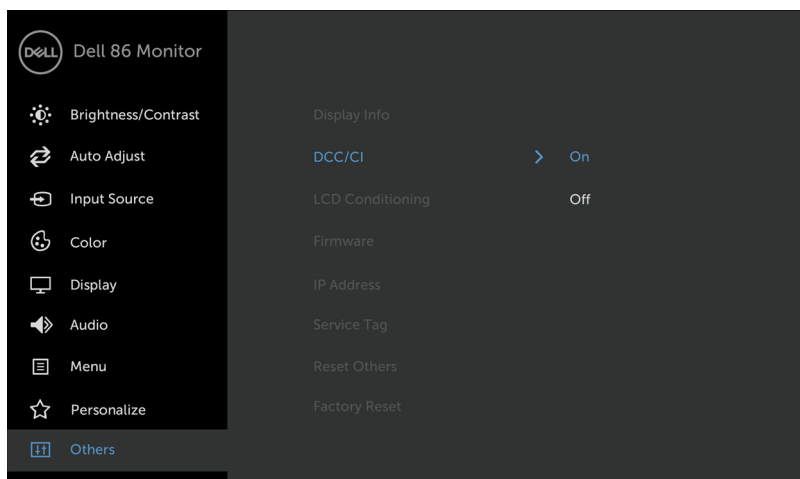 DELL
Dell 86 Monitor
Brightness/Contrast
Auto Adjust
Input Source
Color
Display
Audio
Menu
Personalize
Others
Display Info
DCC/CI
On
LCD Conditioning
Off
Firmware
IP Address
Service Tag
Reset Others
Factory Reset